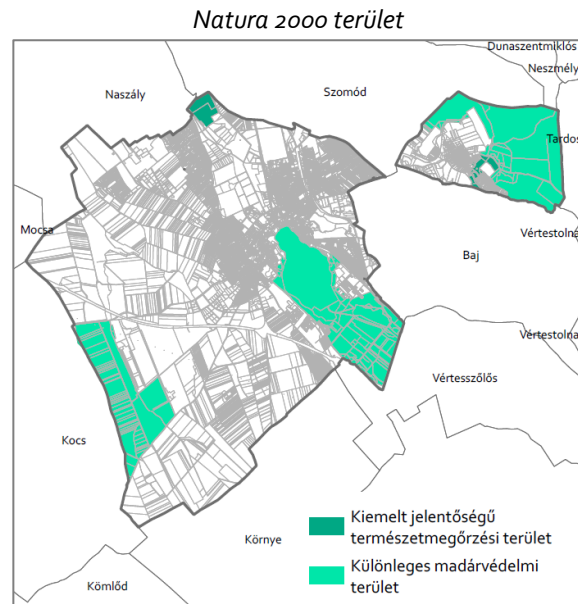 Natura 2000 terület
Dunaszentmiklós
Neszmély
Naszály
Szomód
Tardos
Mocsa
Vértestolna
Baj
Vértestolna
Vértesszőlős
Kocs
Környe
Kömlőd
Kiemelt jelentőségű
természetmegőrzési terület
Különleges madárvédelmi
terület